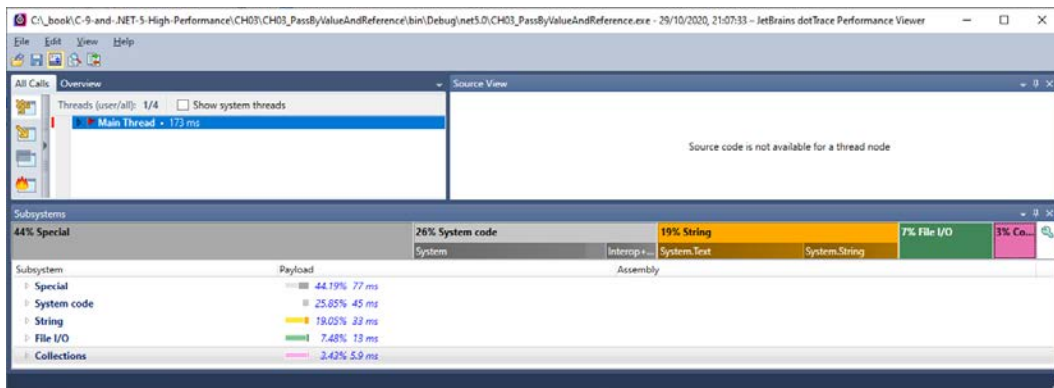 C:\_book\C-9-and-.NET-5-High-Performance\CH03\CH03_PassByValueAndReference\bin\Debug\net5.0\CH03_PassByValueAndReference.exe - 29/10/2020, 21:07:33 – JetBrains dotTrace Performance Viewer
File Edit View Help
All Calls Overview
Source View
Threads (user/all): 1/4 Show system threads
Main Thread • 173 ms
Source code is not available for a thread node
Subsystems
44% Special 26% System code 19% String 7% File I/O 3% Co...
System Interop+... System.Text System.String
Subsystem Payload Assembly
Special 44.19% 77 ms
System code 25.85% 45 ms
String 19.05% 33 ms
File I/O 7.48% 13 ms
Collections 3.43% 5.9 ms